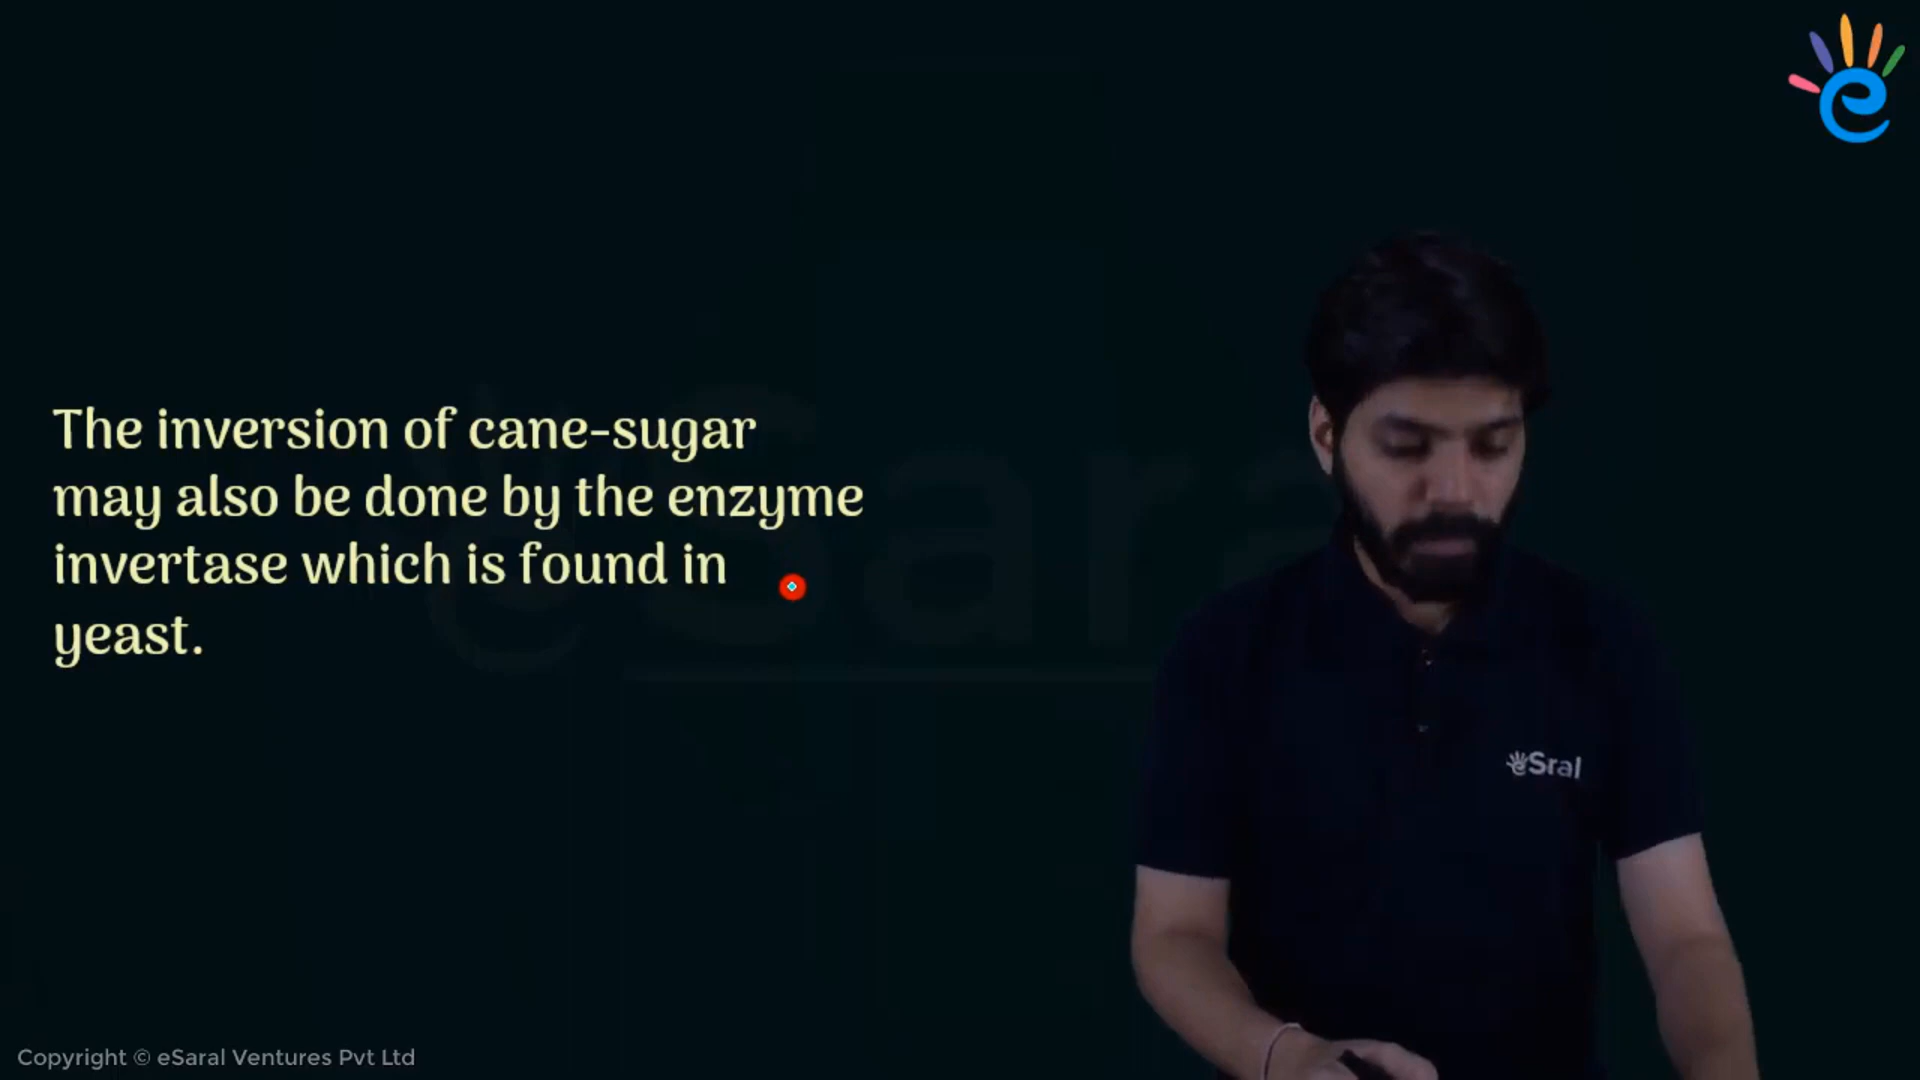 The inversion of cane-sugar
may also be done by the enzyme
invertase which is found in
yeast.
eSral
Copyright © eSaral Ventures Pvt Ltd